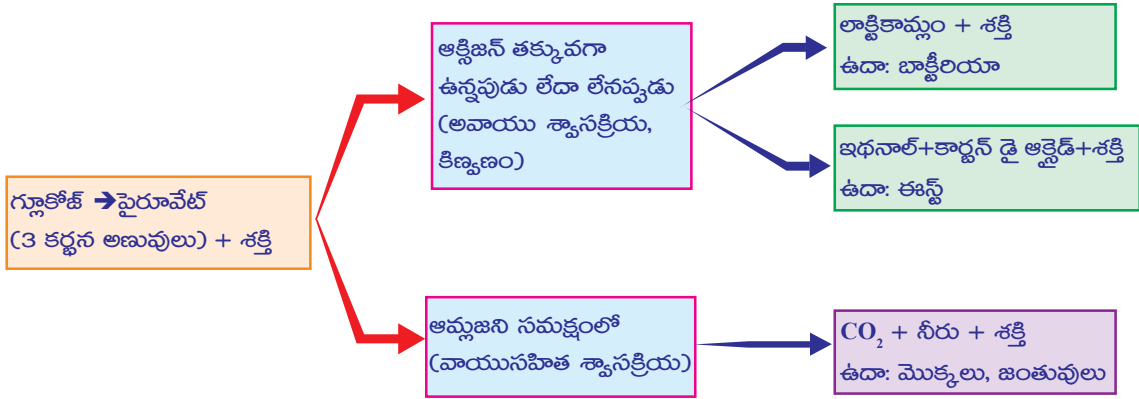 గ్లూకోజ్ ➔పైరూవేట్
(3 కర్బన అణువులు) + శక్తి
ఆక్సిజన్ తక్కువగా
ఉన్నపుడు లేదా లేనప్పడు
(అవాయు శ్వాసక్రియ,
కిణ్వణం)
లాక్టికామ్లం + శక్తి
ఉదా: బాక్టీరియా
ఇథనాల్+కార్బన్ డై ఆక్సైడ్+శక్తి
ఉదా: ఈస్ట్
ఆమ్లజని సమక్షంలో
(వాయుసహిత శ్వాసక్రియ)
CO₂ + నీరు + శక్తి
ఉదా: మొక్కలు, జంతువులు